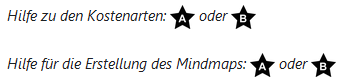 Hilfe zu den Kostenarten: A oder B
Hilfe für die Erstellung des Mindmaps: A oder B